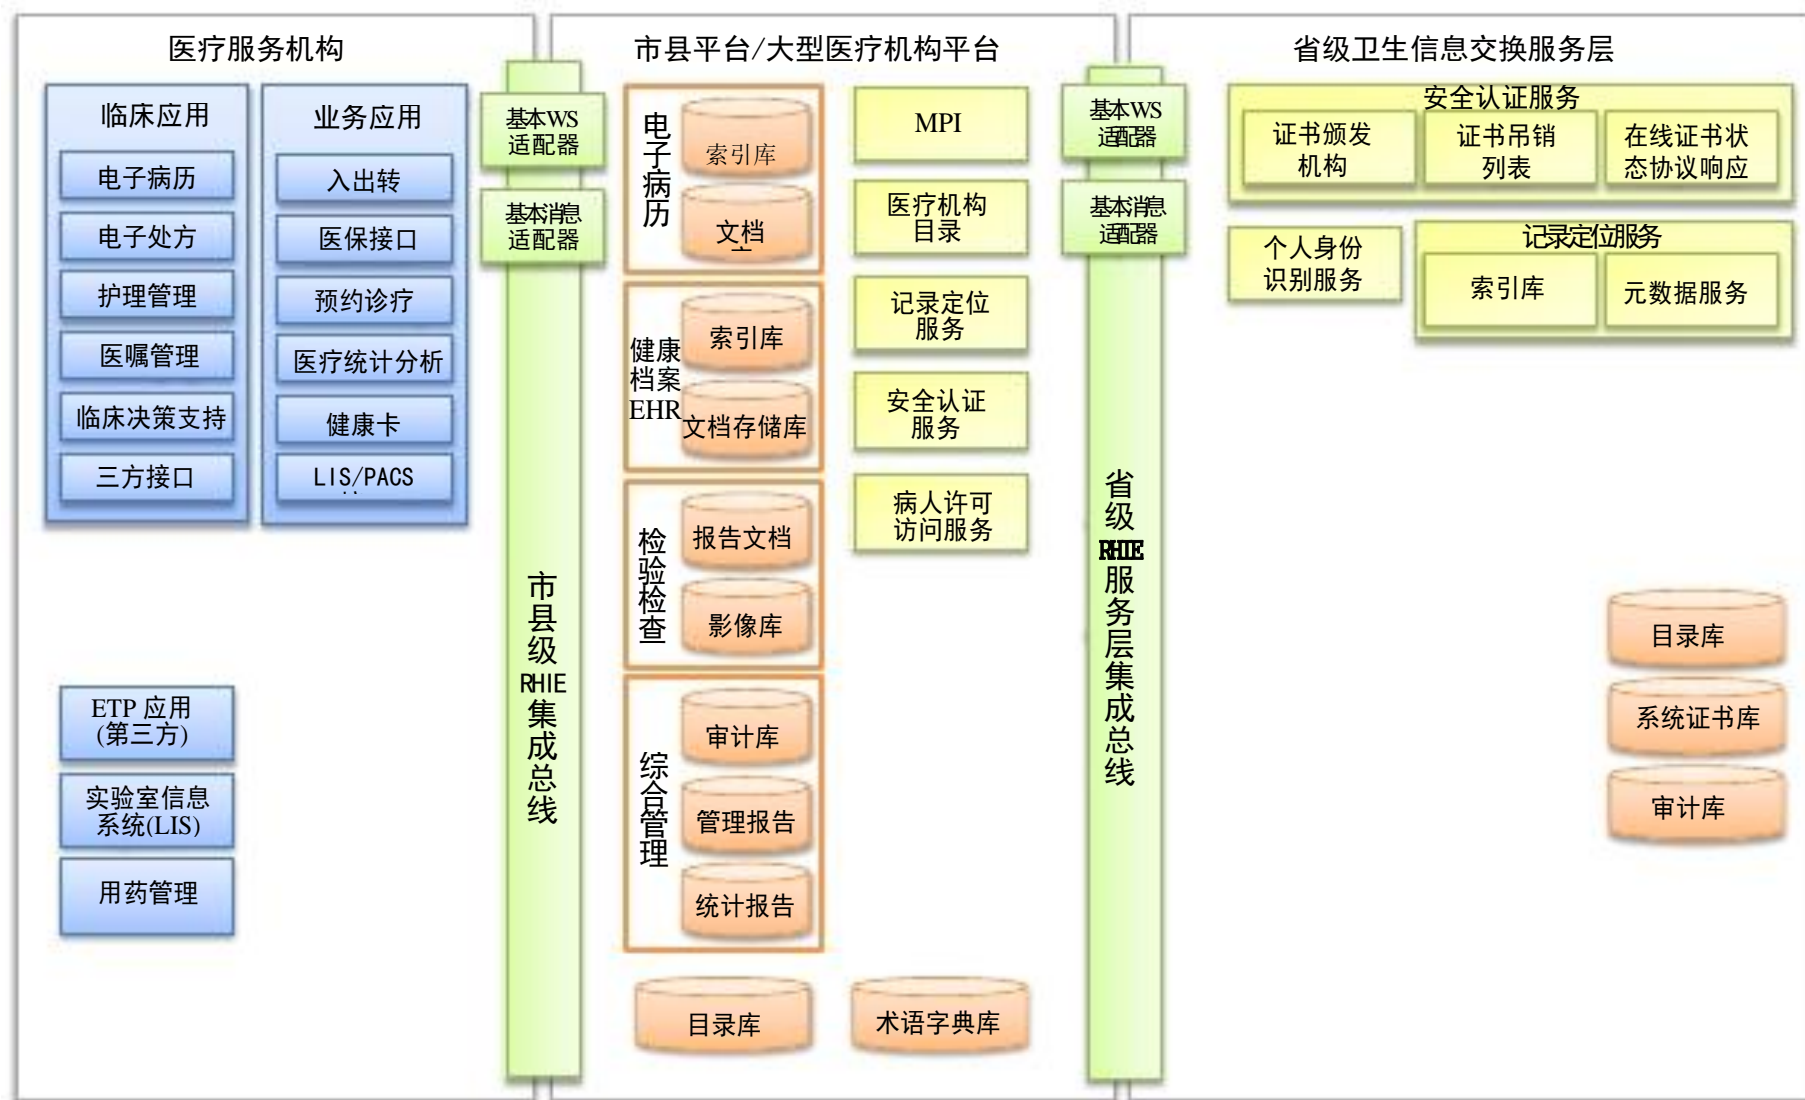 医疗服务机构
临床应用
电子病历
电子处方
护理管理
医嘱管理
临床决策支持
三方接口
业务应用
入出转
医保接口
预约诊疗
医疗统计分析
健康卡
LIS/PACS
ETP 应用
(第三方)
实验室信息
系统(LIS)
用药管理
基本WS
适配器
基本消息
适配器
市县级RHIE集成总线
市县平台/大型医疗机构平台
电子病历
索引库
文档
健康
档案
EHR
索引库
文档存储库
检验检查
报告文档
影像库
综合管理
审计库
管理报告
统计报告
目录库
术语字典库
MPI
医疗机构
目录
记录定位
服务
安全认证
服务
病人许可
访问服务
基本WS
适配器
基本消息
适配器
省级RHIE服务层集成总线
省级卫生信息交换服务层
安全认证服务
证书颁发
机构
证书吊销
列表
在线证书状
态协议响应
个人身份
识别服务
记录定位服务
索引库
元数据服务
目录库
系统证书库
审计库